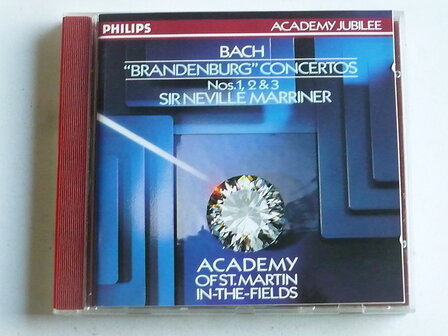 PHILIPS
ACADEMY JUBILEE
BACH
"BRANDENBURG" CONCERTOS
Nos. 1, 2 & 3
SIR NEVILLE MARRINER
ACADEMY
OF ST. MARTIN
IN-THE-FIELDS